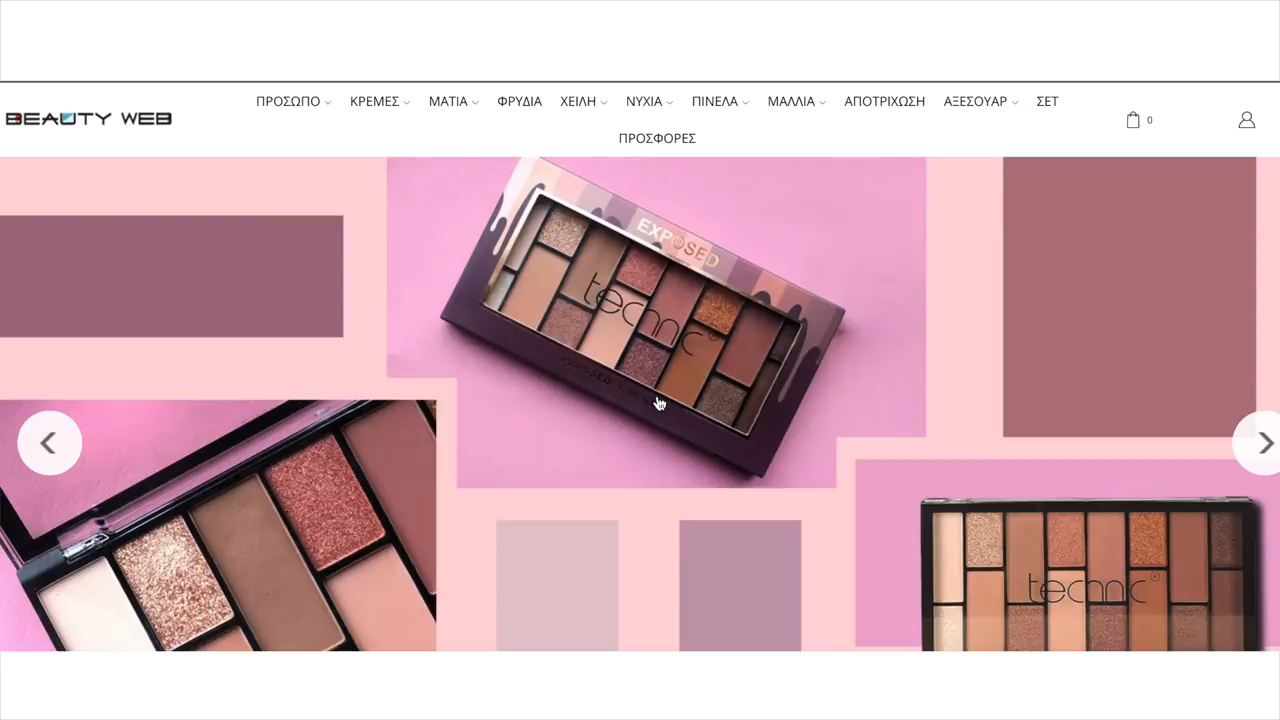 ΠΡΟΣΩΠΟ ΚΡΕΜΕΣ ΜΑΤΙΑ ΦΡΥΔΙΑ ΧΕΙΛΗ ΝΥΧΙΑ ΠΙΝΕΛΑ ΜΑΛΛΙΑ ΑΠΟΤΡΙΧΩΣΗ ΑΞΕΣΟΥΑΡ ΣΕΤ
BEAUTY WEB
0
ΠΡΟΣΦΟΡΕΣ
EXPOSED
technic
technic